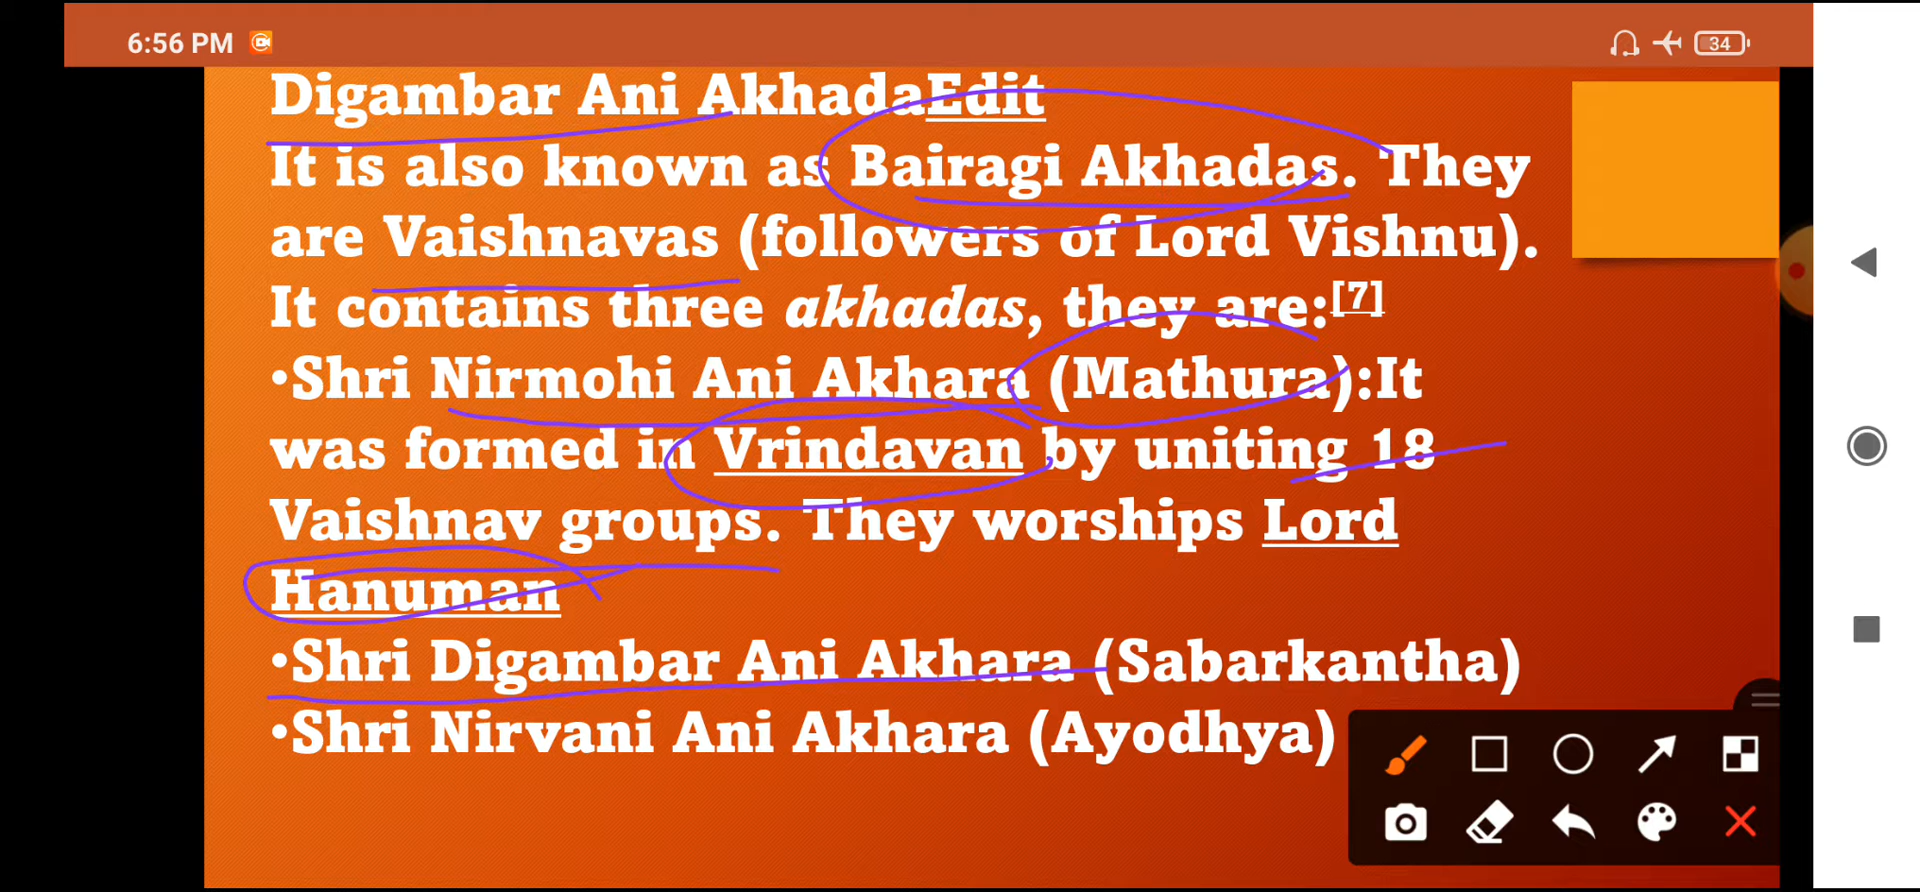 6:56 PM
34
Digambar Ani AkhadaEdit
It is also known as Bairagi Akhadas. They
are Vaishnavas (followers of Lord Vishnu).
It contains three akhadas, they are:[7]
•Shri Nirmohi Ani Akhara (Mathura):It
was formed in Vrindavan by uniting 18
Vaishnav groups. They worships Lord
Hanuman
•Shri Digambar Ani Akhara (Sabarkantha)
•Shri Nirvani Ani Akhara (Ayodhya)